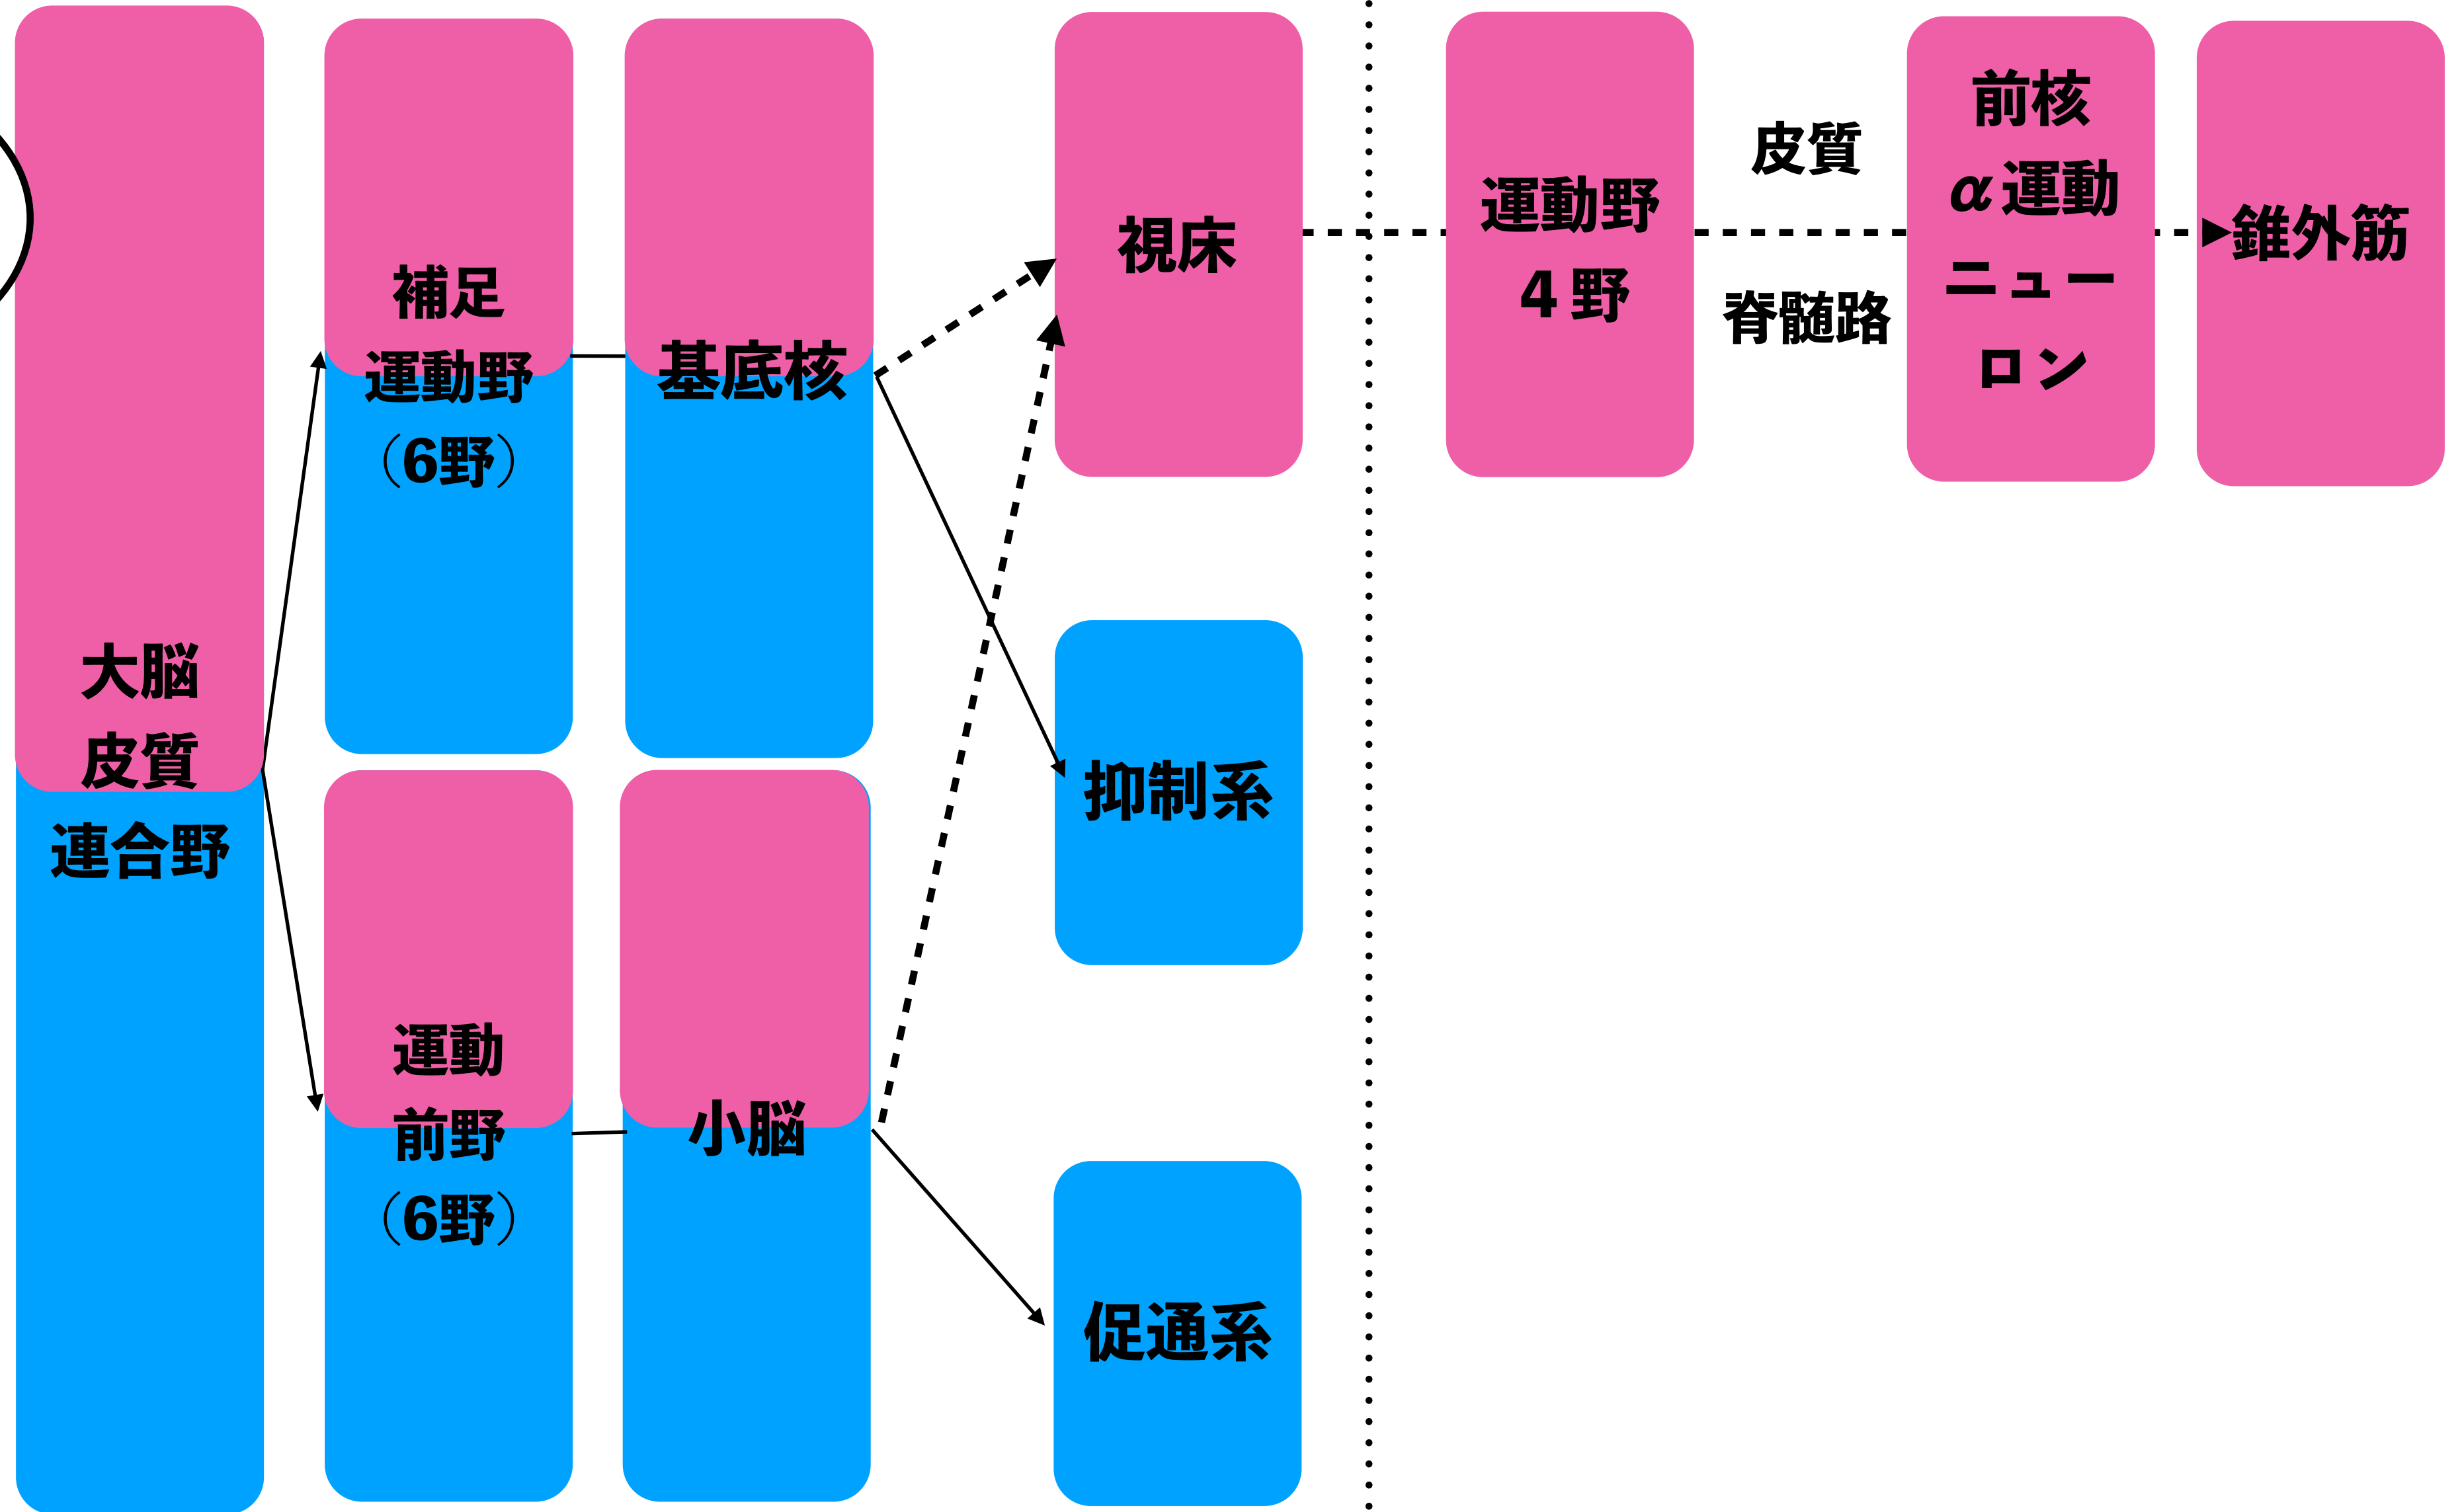 大脳
皮質
連合野
補足
運動野
(6野)
基底核
運動
前野
(6野)
小脳
視床
抑制系
促通系
運動野
4野
皮質
脊髄路
前核
α運動
ニュー
ロン
錐外筋